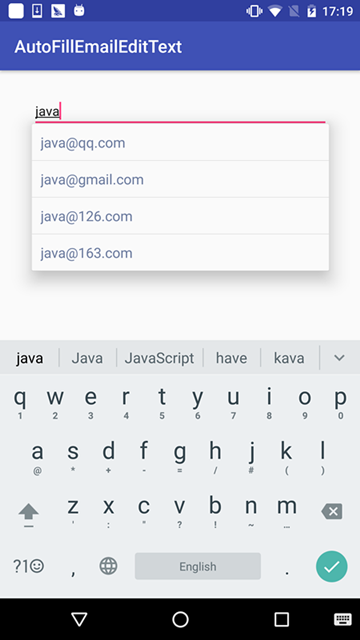 17:19
AutoFillEmailEditText
java
java@qq.com
java@gmail.com
java@126.com
java@163.com
java Java JavaScript have kava
q w e r t y u i o p
1 2 3 4 5 6 7 8 9 0
a s d f g h j k l
@ * + - = / # ( )
z x c v b n m
' : " ? ! ~ …
?1☺ , English .